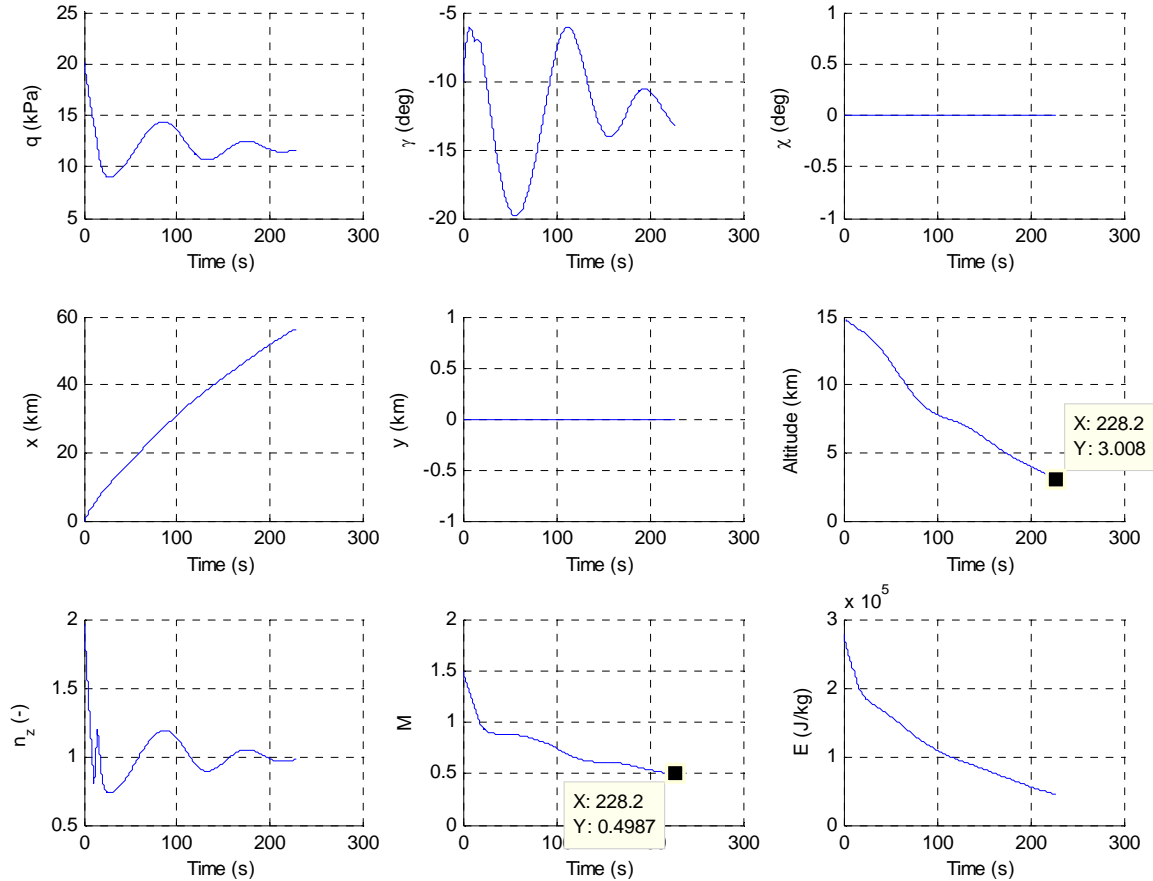 25
20
15
10
5
q (kPa)
0 100 200 300
Time (s)
-5
-10
-15
-20
γ (deg)
0 100 200 300
Time (s)
1
0.5
0
-0.5
-1
χ (deg)
0 100 200 300
Time (s)
60
40
20
0
x (km)
0 100 200 300
Time (s)
1
0.5
0
-0.5
-1
y (km)
0 100 200 300
Time (s)
15
10
5
0
Altitude (km)
0 100 200 300
Time (s)
X: 228.2
Y: 3.008
2
1.5
1
0.5
n_z (-)
0 100 200 300
Time (s)
2
1.5
1
0.5
0
M
0 100 200 300
Time (s)
X: 228.2
Y: 0.4987
x 10^5
3
2
1
0
E (J/kg)
0 100 200 300
Time (s)